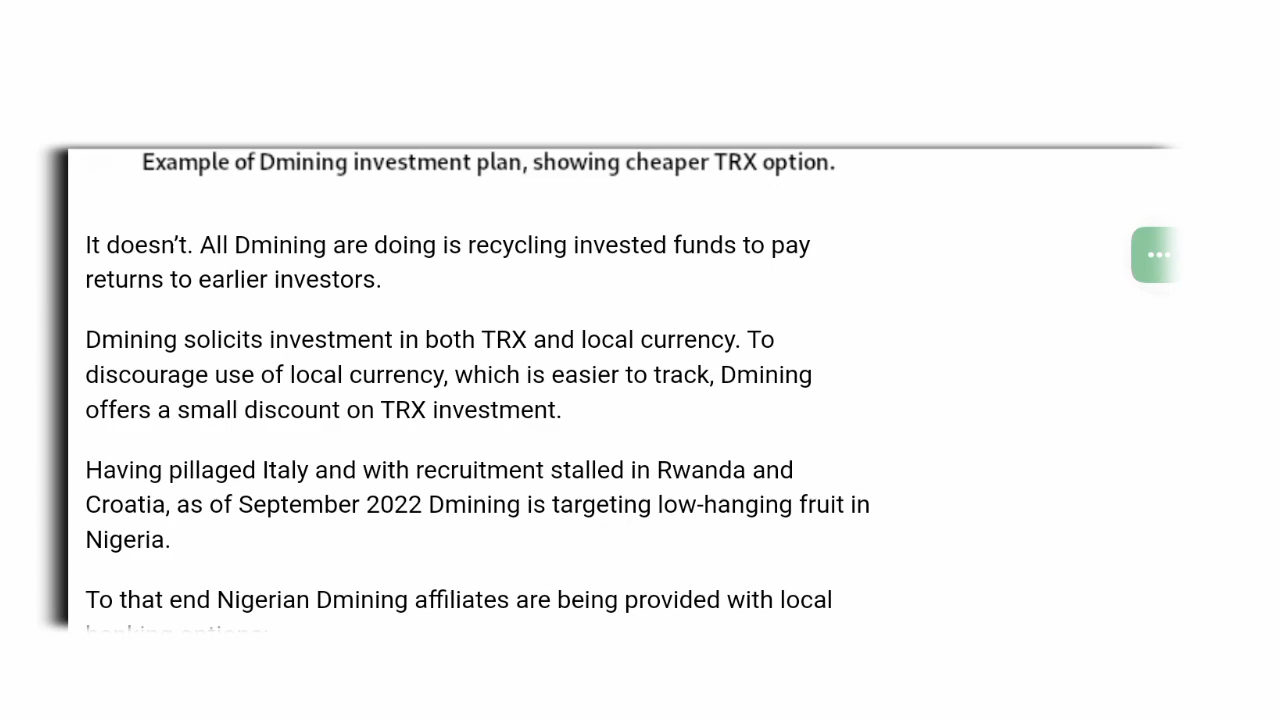 Example of Dmining investment plan, showing cheaper TRX option.
It doesn’t. All Dmining are doing is recycling invested funds to pay
returns to earlier investors.
Dmining solicits investment in both TRX and local currency. To
discourage use of local currency, which is easier to track, Dmining
offers a small discount on TRX investment.
Having pillaged Italy and with recruitment stalled in Rwanda and
Croatia, as of September 2022 Dmining is targeting low-hanging fruit in
Nigeria.
To that end Nigerian Dmining affiliates are being provided with local